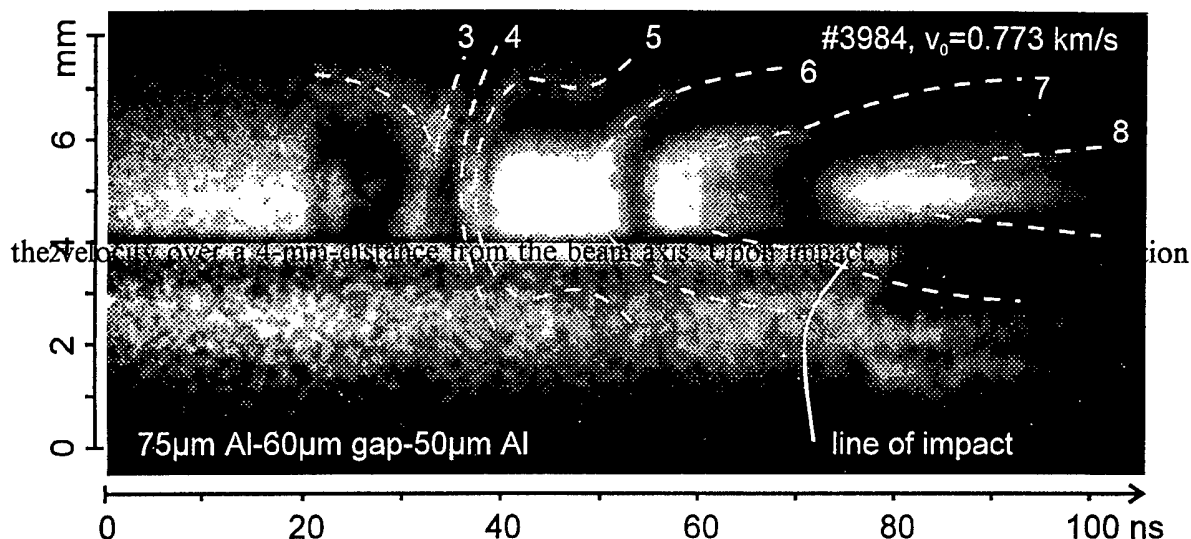 mm
3 4 5 #3984, v₀=0.773 km/s
6
7
8
6
4
the velocity over a 4-mm-distance from the beam axis. Upon impact,
tion
2
0
75µm Al-60µm gap-50µm Al
line of impact
0 20 40 60 80 100 ns